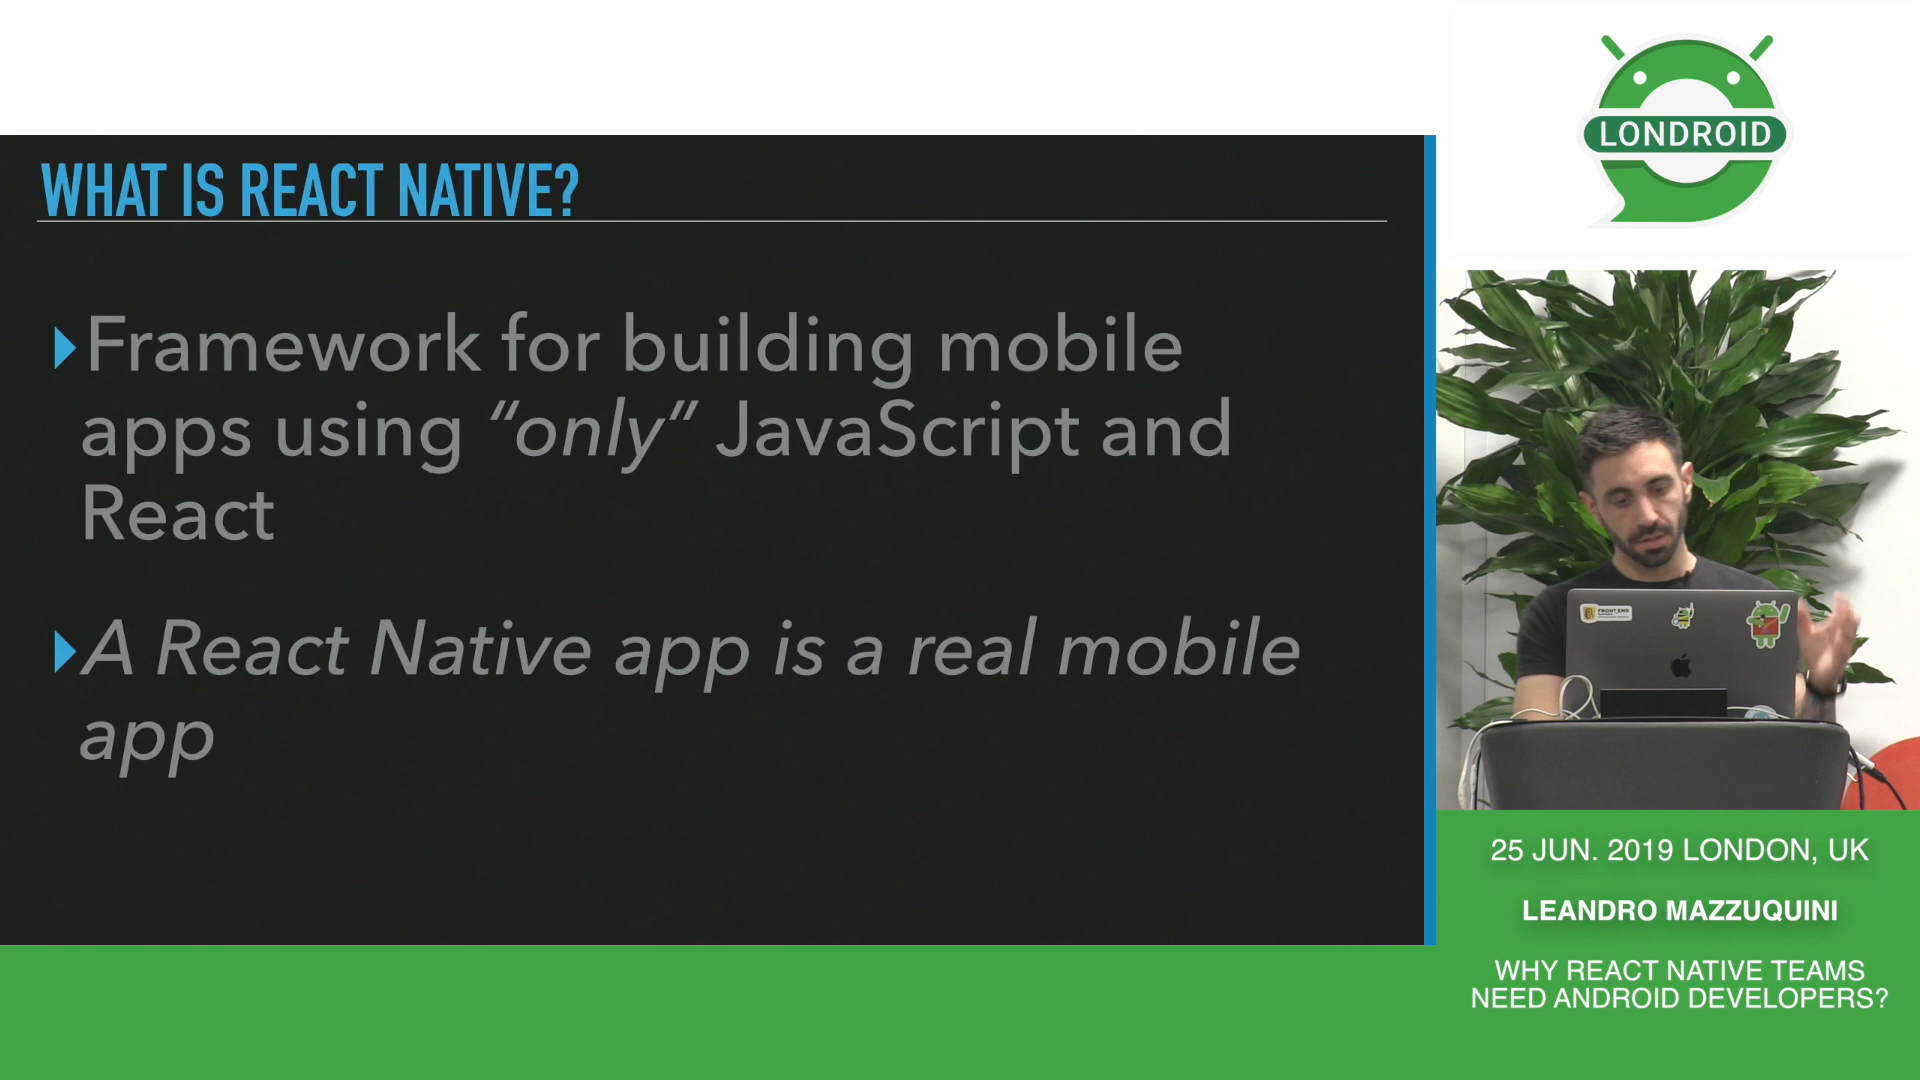 WHAT IS REACT NATIVE?
Framework for building mobile
apps using “only” JavaScript and
React
A React Native app is a real mobile
app
LONDROID
FRONT_END
25 JUN. 2019 LONDON, UK
LEANDRO MAZZUQUINI
WHY REACT NATIVE TEAMS
NEED ANDROID DEVELOPERS?